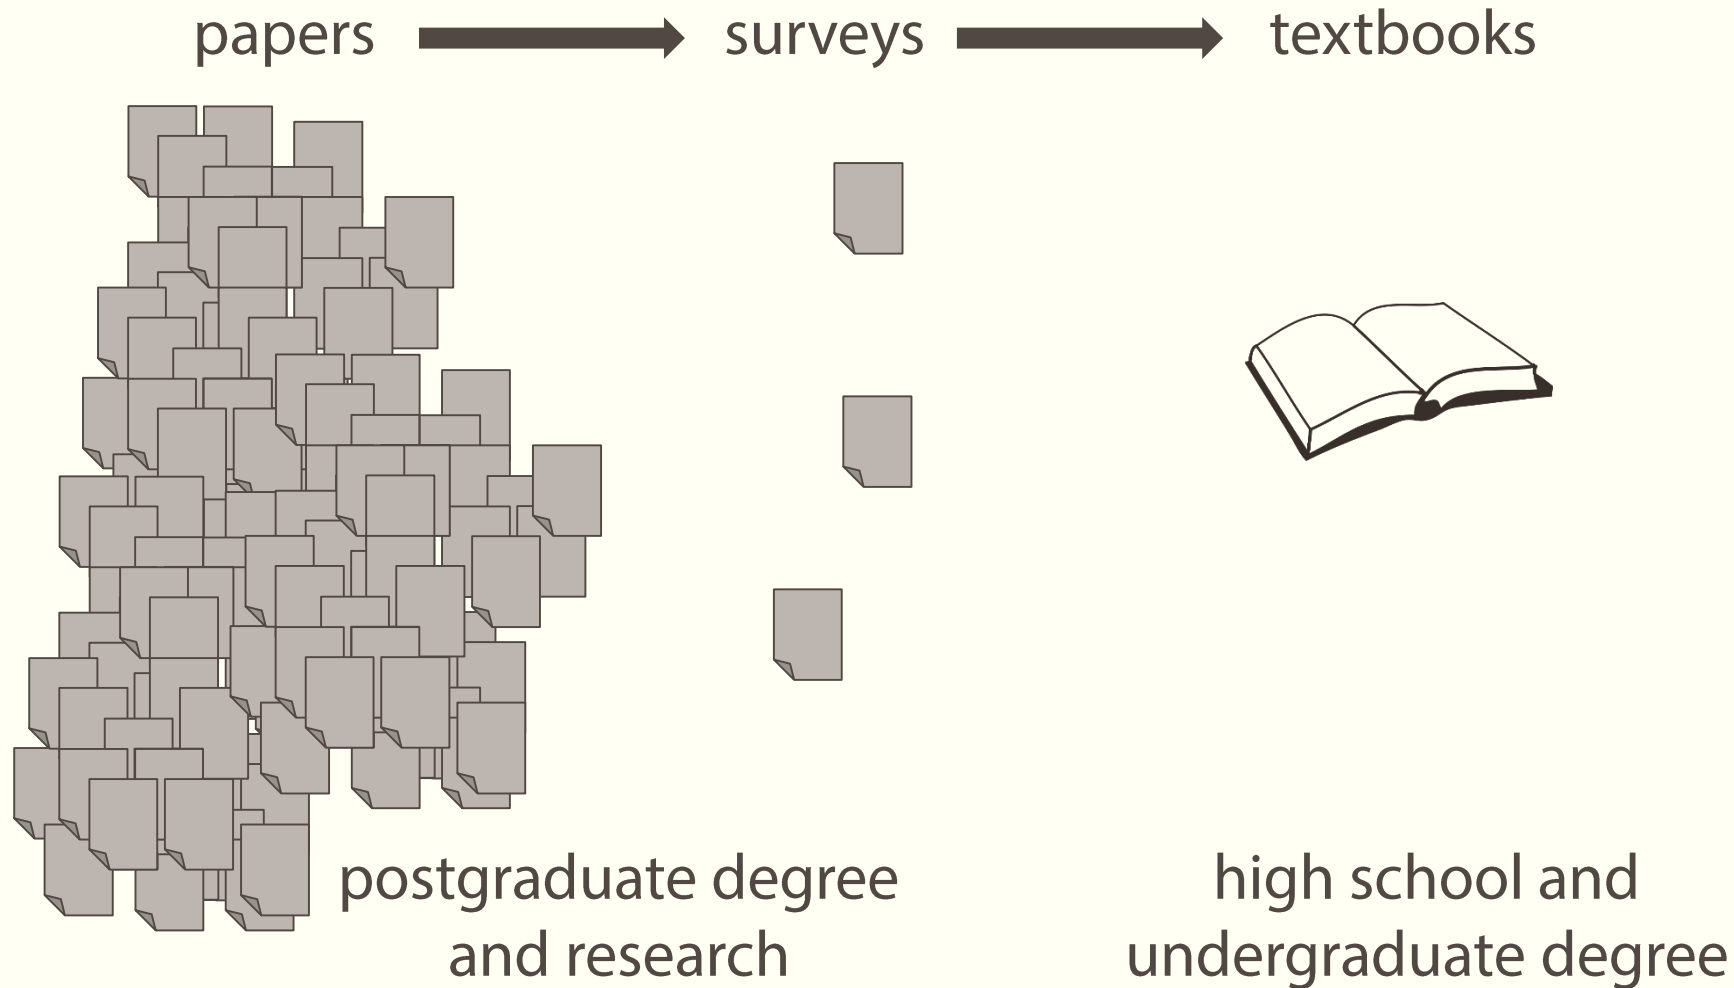 papers surveys textbooks
postgraduate degree
and research
high school and
undergraduate degree